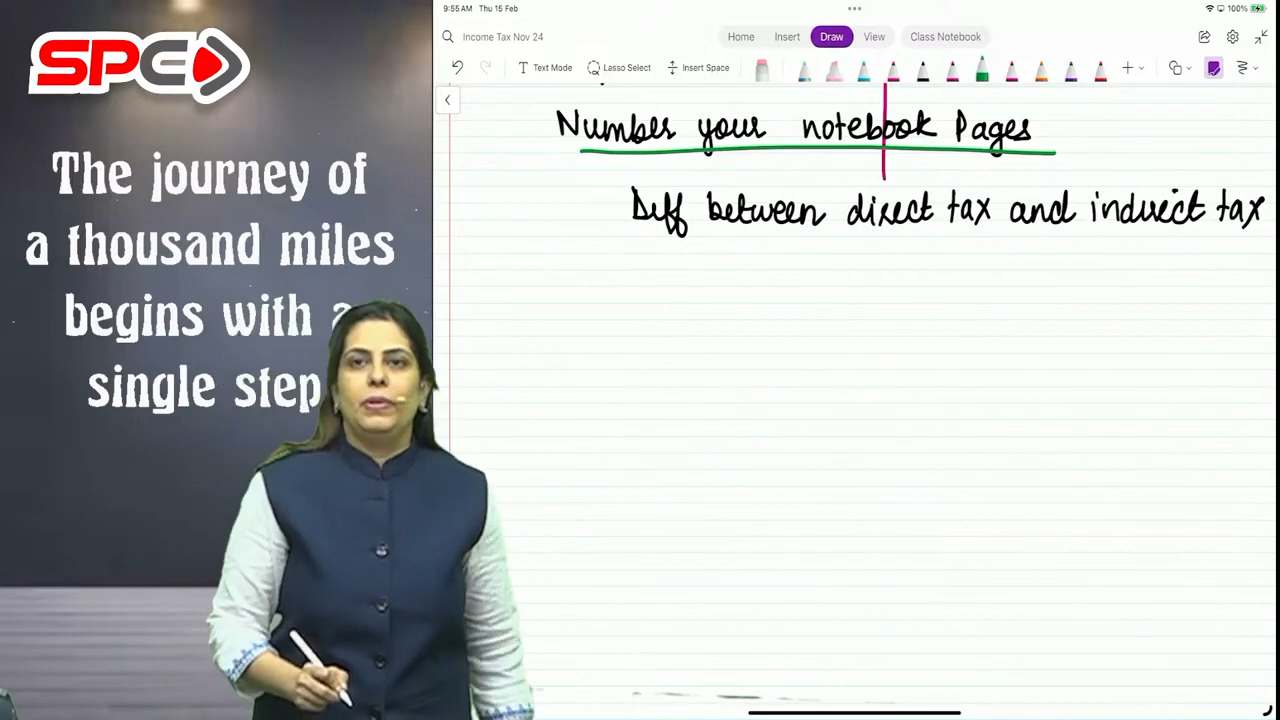 SPC
The journey of
a thousand miles
begins with a
single step
9:55 AM Thu 15 Feb
100%
Income Tax Nov 24
Home Insert Draw View Class Notebook
Text Mode Lasso Select Insert Space
Number your notebook Pages
Diff between direct tax and indirect tax